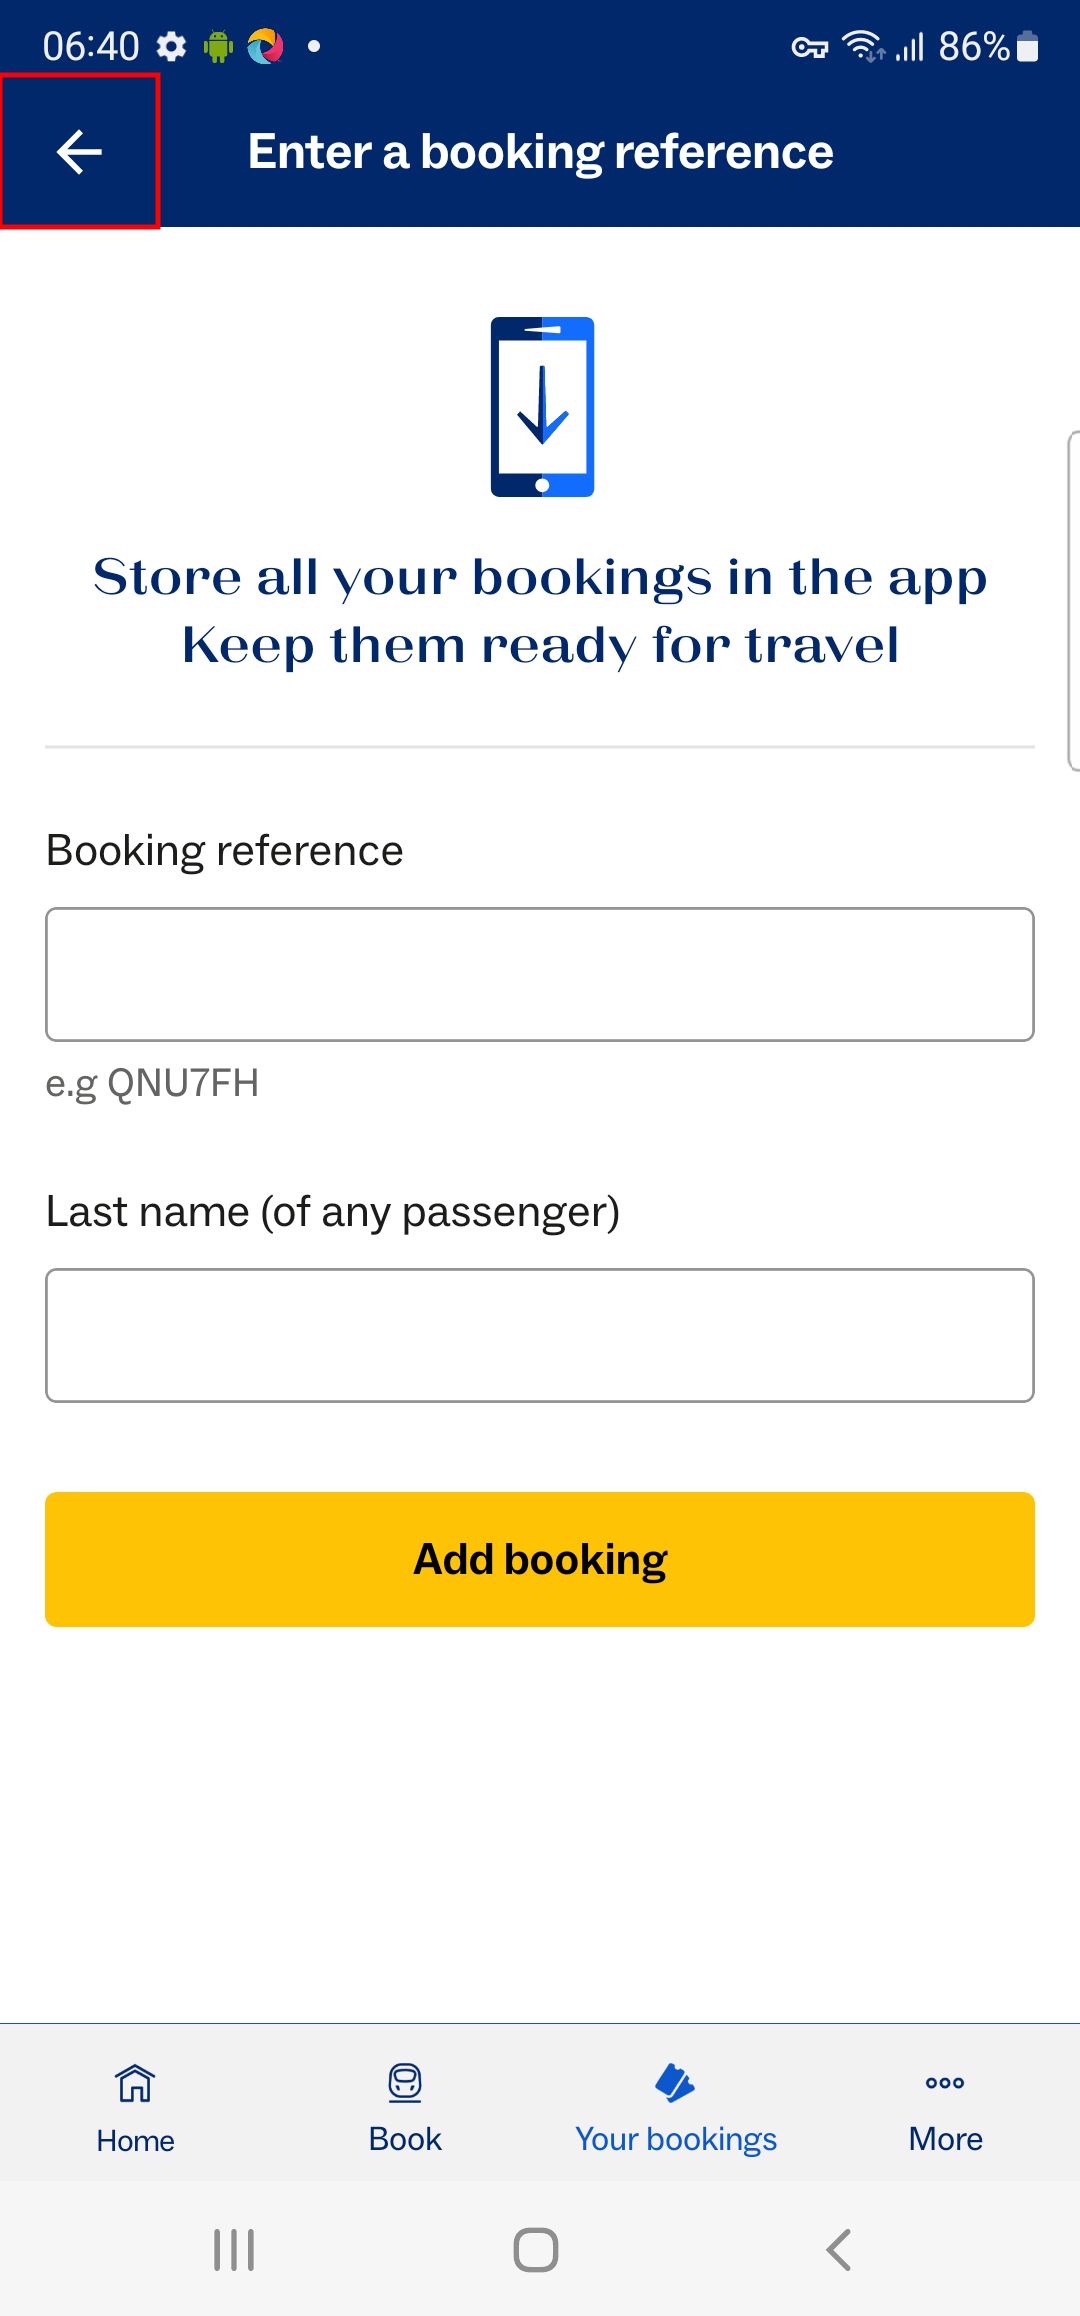 06:40
86%
Enter a booking reference
Store all your bookings in the app
Keep them ready for travel
Booking reference
e.g QNU7FH
Last name (of any passenger)
Add booking
Home
Book
Your bookings
More